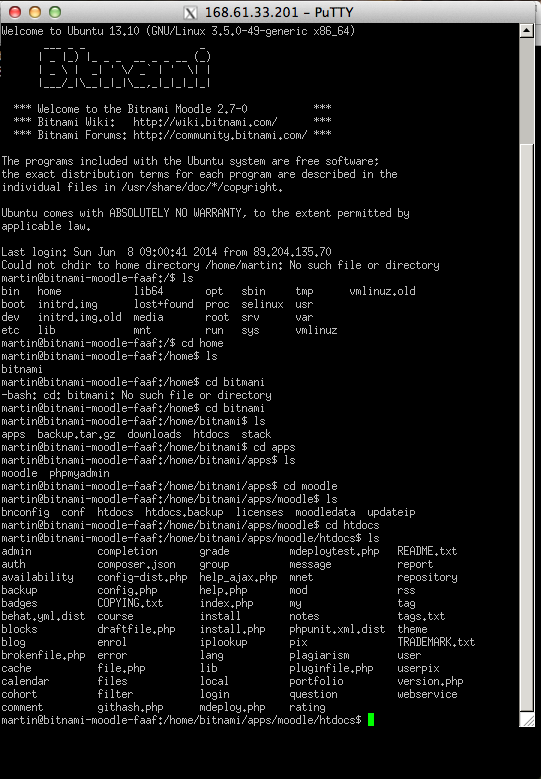 168.61.33.201 – PuTTY
Welcome to Ubuntu 13.10 (GNU/Linux 3.5.0-49-generic x86_64)
*** Welcome to the Bitnami Moodle 2.7-0 ***
*** Bitnami Wiki: http://wiki.bitnami.com/ ***
*** Bitnami Forums: http://community.bitnami.com/ ***
The programs included with the Ubuntu system are free software;
the exact distribution terms for each program are described in the
individual files in /usr/share/doc/*/copyright.
Ubuntu comes with ABSOLUTELY NO WARRANTY, to the extent permitted by
applicable law.
Last login: Sun Jun  8 09:00:41 2014 from 89.204.135.70
Could not chdir to home directory /home/martin: No such file or directory
martin@bitnami-moodle-faaf:/$ ls
bin home lib64 opt sbin tmp vmlinuz.old
boot initrd.img lost+found proc selinux usr
dev initrd.img.old media root srv var
etc lib mnt run sys vmlinuz
martin@bitnami-moodle-faaf:/$ cd home
martin@bitnami-moodle-faaf:/home$ ls
bitnami
martin@bitnami-moodle-faaf:/home$ cd bitmani
-bash: cd: bitmani: No such file or directory
martin@bitnami-moodle-faaf:/home$ cd bitnami
martin@bitnami-moodle-faaf:/home/bitnami$ ls
apps backup.tar.gz downloads htdocs stack
martin@bitnami-moodle-faaf:/home/bitnami$ cd apps
martin@bitnami-moodle-faaf:/home/bitnami/apps$ ls
moodle phpmyadmin
martin@bitnami-moodle-faaf:/home/bitnami/apps$ cd moodle
martin@bitnami-moodle-faaf:/home/bitnami/apps/moodle$ ls
bnconfig conf htdocs htdocs.backup licenses moodledata updateip
martin@bitnami-moodle-faaf:/home/bitnami/apps/moodle$ cd htdocs
martin@bitnami-moodle-faaf:/home/bitnami/apps/moodle/htdocs$ ls
admin completion grade mdeploytest.php README.txt
auth composer.json group message report
availability config-dist.php help_ajax.php mnet repository
backup config.php help.php mod rss
badges COPYING.txt index.php my tag
behat.yml.dist course install notes tags.txt
blocks draftfile.php install.php phpunit.xml.dist theme
blog enrol iplookup pix TRADEMARK.txt
brokenfile.php error lang plagiarism user
cache file.php lib pluginfile.php userpix
calendar files local portfolio version.php
cohort filter login question webservice
comment githash.php mdeploy.php rating
martin@bitnami-moodle-faaf:/home/bitnami/apps/moodle/htdocs$